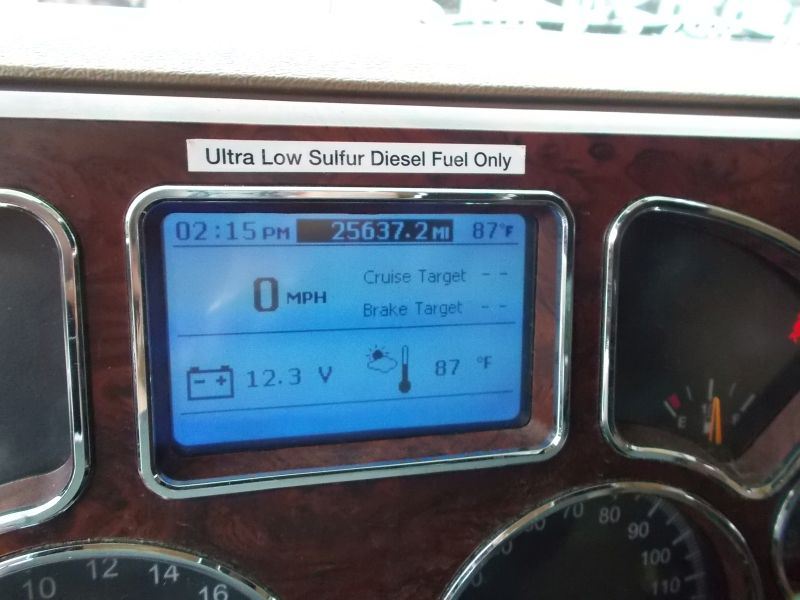 Ultra Low Sulfur Diesel Fuel Only
02:15 PM 25637.2 MI 87°F
0 MPH
Cruise Target - -
Brake Target - -
- + 12.3 V 87 °F
E
10 12 14 16
70 80 90 100 110